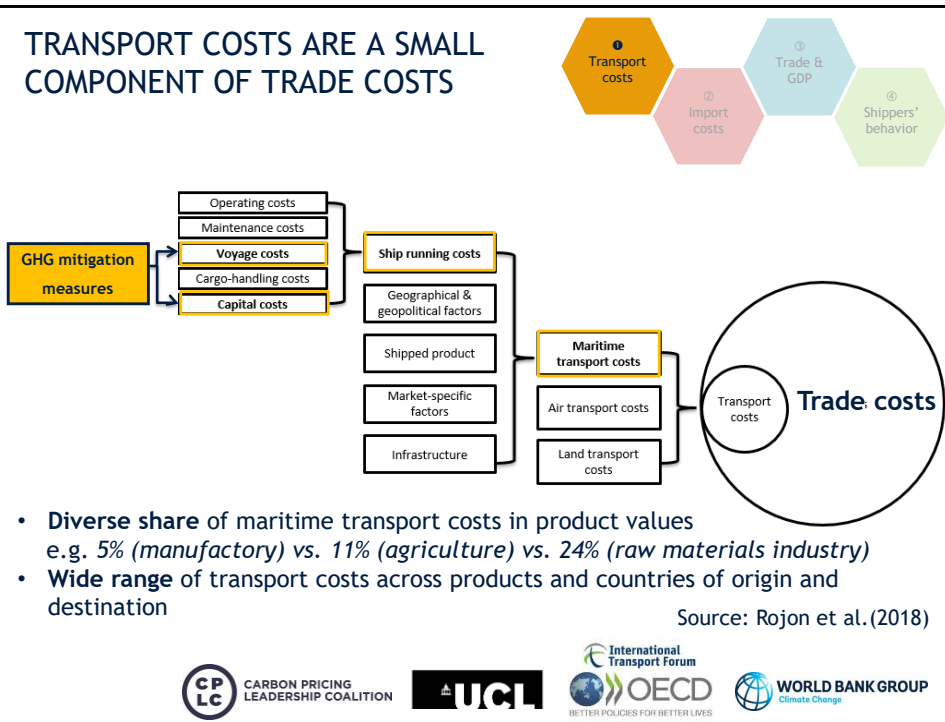 TRANSPORT COSTS ARE A SMALL
COMPONENT OF TRADE COSTS
❶
Transport
costs
②
Import
costs
③
Trade &
GDP
④
Shippers’
behavior
GHG mitigation
measures
Operating costs
Maintenance costs
Voyage costs
Cargo-handling costs
Capital costs
Ship running costs
Geographical &
geopolitical factors
Shipped product
Market-specific
factors
Infrastructure
Maritime
transport costs
Air transport costs
Land transport
costs
Transport
costs
Trade costs
• Diverse share of maritime transport costs in product values
e.g. 5% (manufactory) vs. 11% (agriculture) vs. 24% (raw materials industry)
• Wide range of transport costs across products and countries of origin and
destination
Source: Rojon et al.(2018)
CP
LC
CARBON PRICING
LEADERSHIP COALITION
UCL
International
Transport Forum
OECD
BETTER POLICIES FOR BETTER LIVES
WORLD BANK GROUP
Climate Change